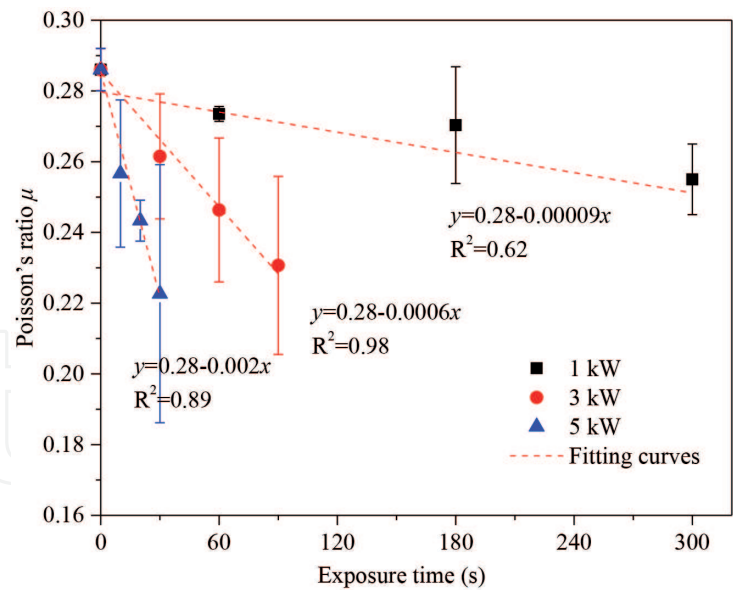 0.30
0.28
0.26
0.24
0.22
0.20
0.18
0.16
Poisson's ratio μ
y=0.28-0.00009x
R²=0.62
y=0.28-0.0006x
R²=0.98
y=0.28-0.002x
R²=0.89
1 kW
3 kW
5 kW
Fitting curves
0 60 120 180 240 300
Exposure time (s)